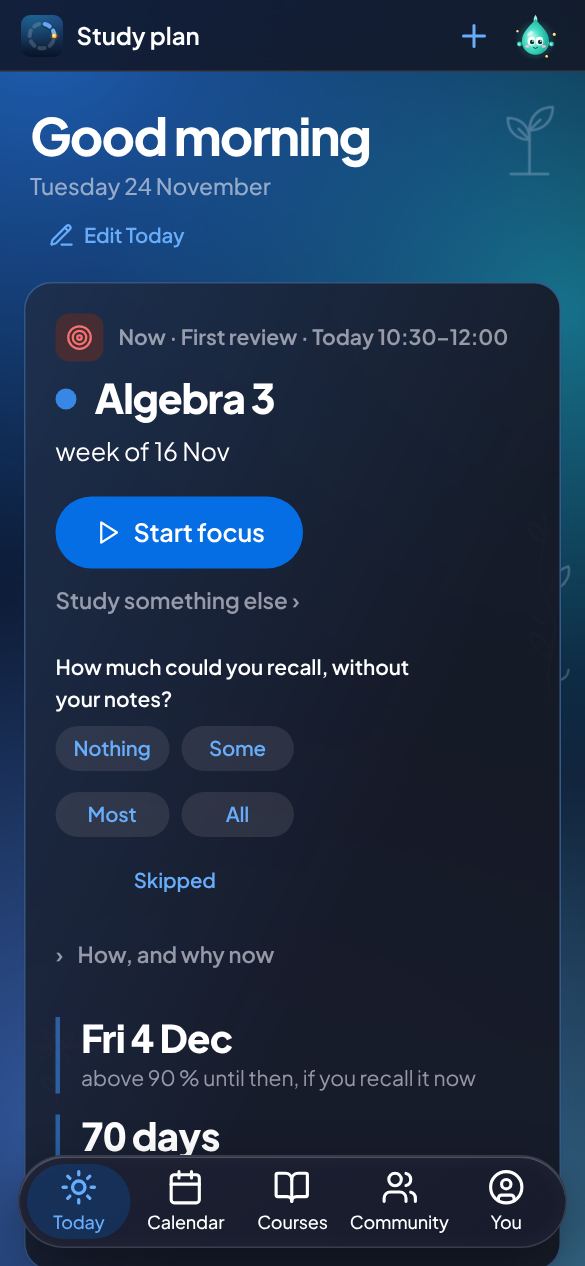 Study plan
Good morning
Tuesday 24 November
Edit Today
Now · First review · Today 10:30–12:00
Algebra 3
week of 16 Nov
Start focus
Study something else ›
How much could you recall, without
your notes?
Nothing
Some
Most
All
Skipped
› How, and why now
Fri 4 Dec
above 90 % until then, if you recall it now
70 days
Today
Calendar
Courses
Community
You